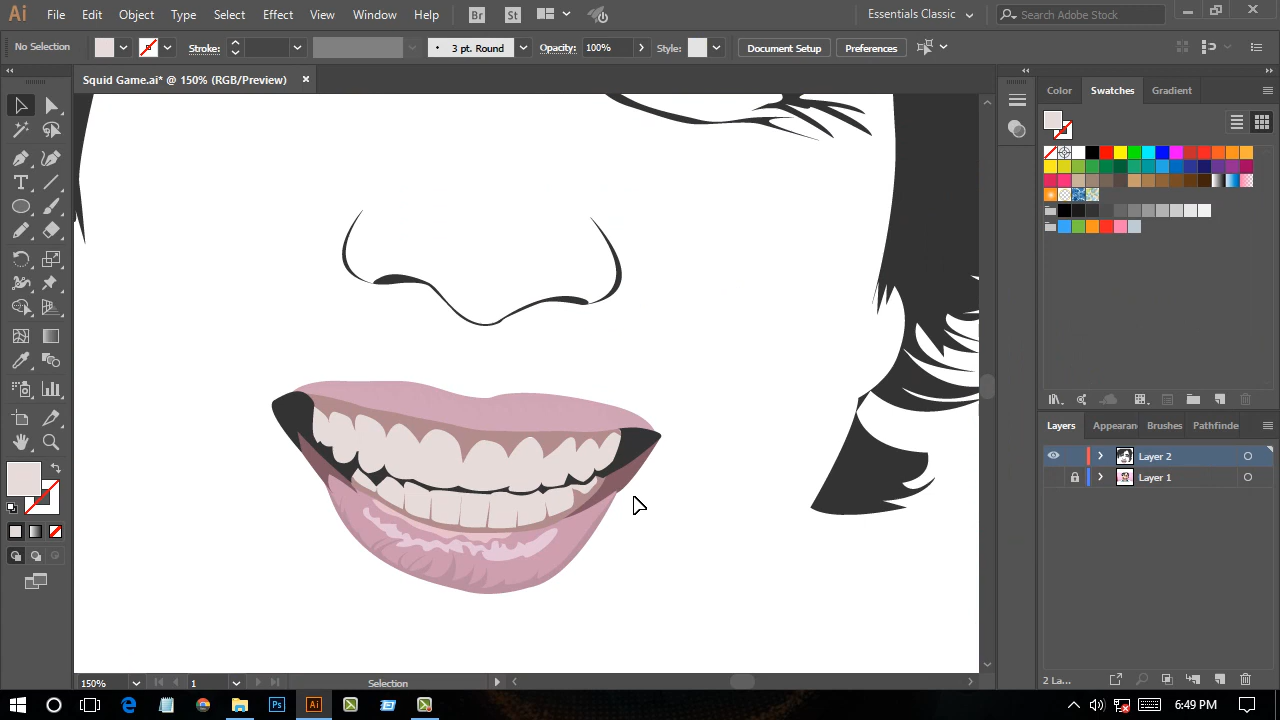 Ai File Edit Object Type Select Effect View Window Help Br St Essentials Classic Search Adobe Stock
No Selection Stroke: 3 pt. Round Opacity: 100% Style: Document Setup Preferences
Squid Game.ai* @ 150% (RGB/Preview)
Color Swatches Gradient
Layers Appearan Brushes Pathfinde
Layer 2
Layer 1
2 La...
150% 1 Selection
Ps Ai 6:49 PM